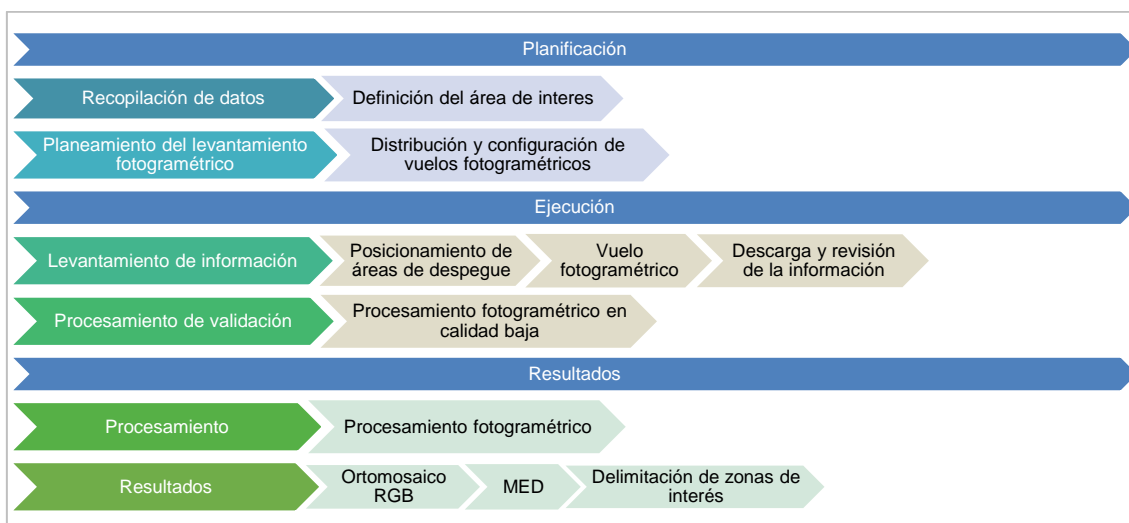 Planificación
Recopilación de datos
Definición del área de interes
Planeamiento del levantamiento
fotogramétrico
Distribución y configuración de
vuelos fotogramétricos
Ejecución
Levantamiento de información
Posicionamiento de
áreas de despegue
Vuelo
fotogramétrico
Descarga y revisión
de la información
Procesamiento de validación
Procesamiento fotogramétrico en
calidad baja
Resultados
Procesamiento
Procesamiento fotogramétrico
Resultados
Ortomosaico
RGB
MED
Delimitación de zonas de
interés